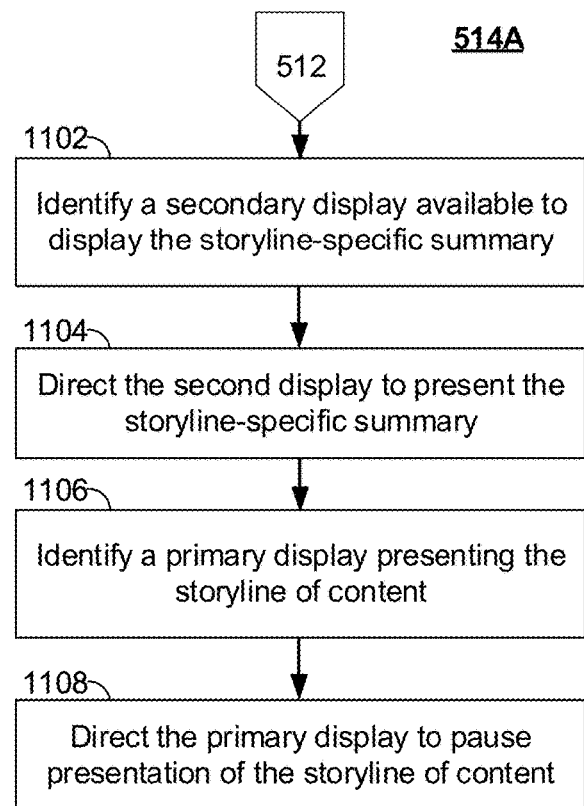 514A
512
1102
Identify a secondary display available to
display the storyline-specific summary
1104
Direct the second display to present the
storyline-specific summary
1106
Identify a primary display presenting the
storyline of content
1108
Direct the primary display to pause
presentation of the storyline of content